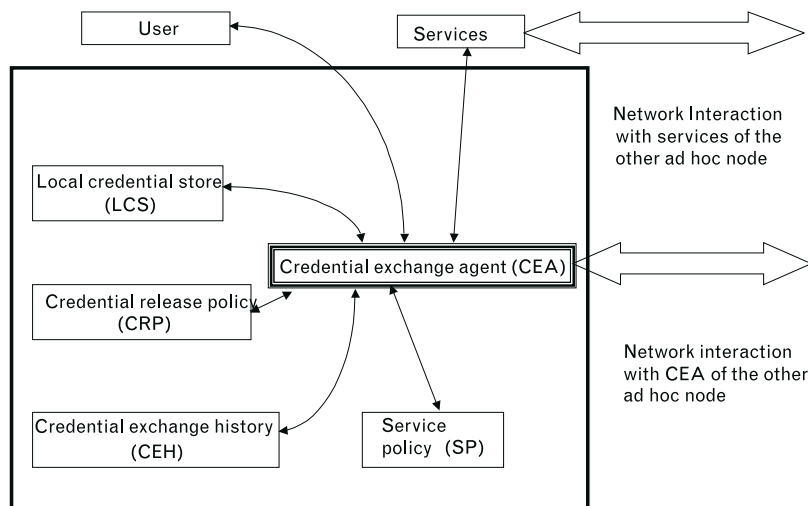 User
Services
Network Interaction
with services of the
other ad hoc node
Local credential store
(LCS)
Credential exchange agent (CEA)
Credential release policy
(CRP)
Network interaction
with CEA of the other
ad hoc node
Credential exchange history
(CEH)
Service
policy (SP)